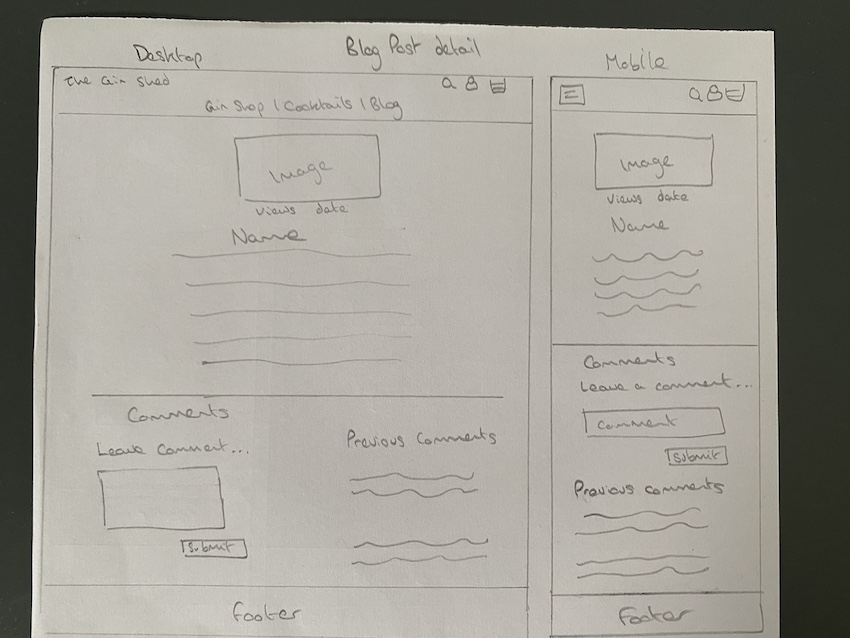 Blog Post detail
Desktop
The Gin Shed
Gin Shop | Cocktails | Blog
Image
views date
Name
Comments
Leave Comment...
Submit
Previous Comments
Footer
Mobile
Image
views date
Name
Comments
Leave a comment...
Comment
Submit
Previous comments
Footer